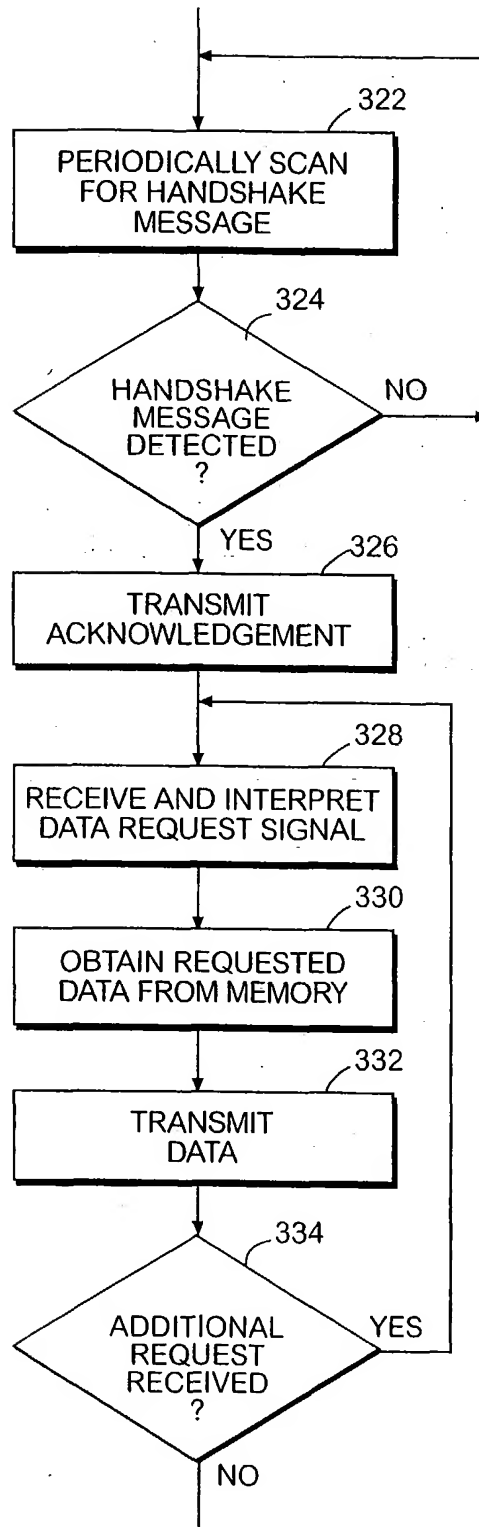 322
PERIODICALLY SCAN
FOR HANDSHAKE
MESSAGE
324
HANDSHAKE
MESSAGE
DETECTED
?
NO
YES
326
TRANSMIT
ACKNOWLEDGEMENT
328
RECEIVE AND INTERPRET
DATA REQUEST SIGNAL
330
OBTAIN REQUESTED
DATA FROM MEMORY
332
TRANSMIT
DATA
334
ADDITIONAL
REQUEST
RECEIVED
?
YES
NO